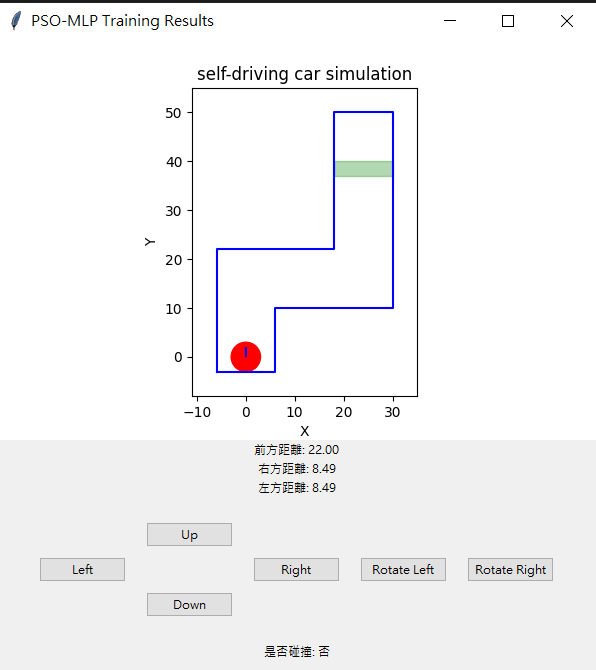 PSO-MLP Training Results
self-driving car simulation
50
40
30
20
10
0
Y
−10 0 10 20 30
X
前方距離: 22.00
右方距離: 8.49
左方距離: 8.49
Up
Left Right Rotate Left Rotate Right
Down
是否碰撞: 否